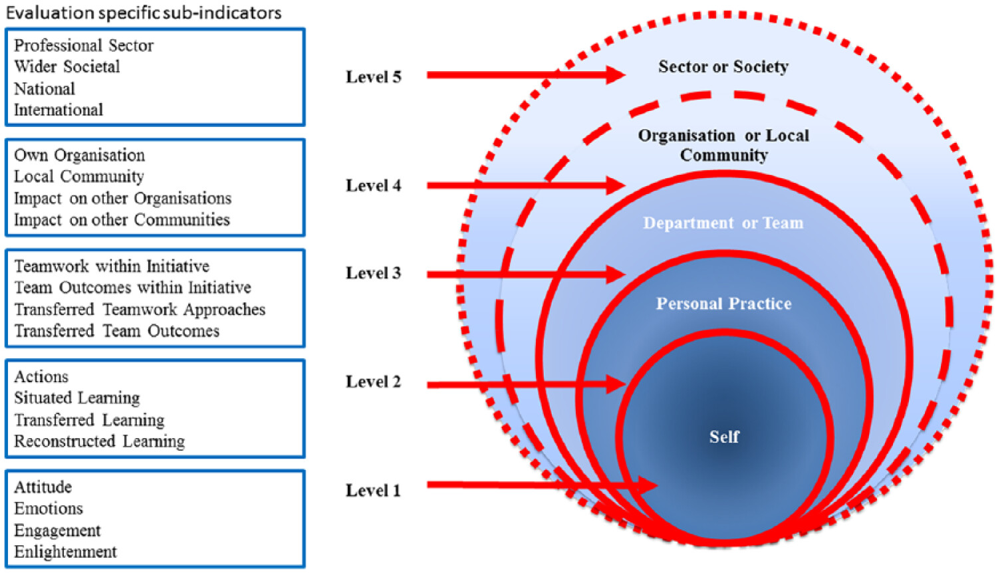 Evaluation specific sub-indicators
Professional Sector
Wider Societal
National
International
Own Organisation
Local Community
Impact on other Organisations
Impact on other Communities
Teamwork within Initiative
Team Outcomes within Initiative
Transferred Teamwork Approaches
Transferred Team Outcomes
Actions
Situated Learning
Transferred Learning
Reconstructed Learning
Attitude
Emotions
Engagement
Enlightenment
Level 5
Level 4
Level 3
Level 2
Level 1
Sector or Society
Organisation or Local
Community
Department or Team
Personal Practice
Self